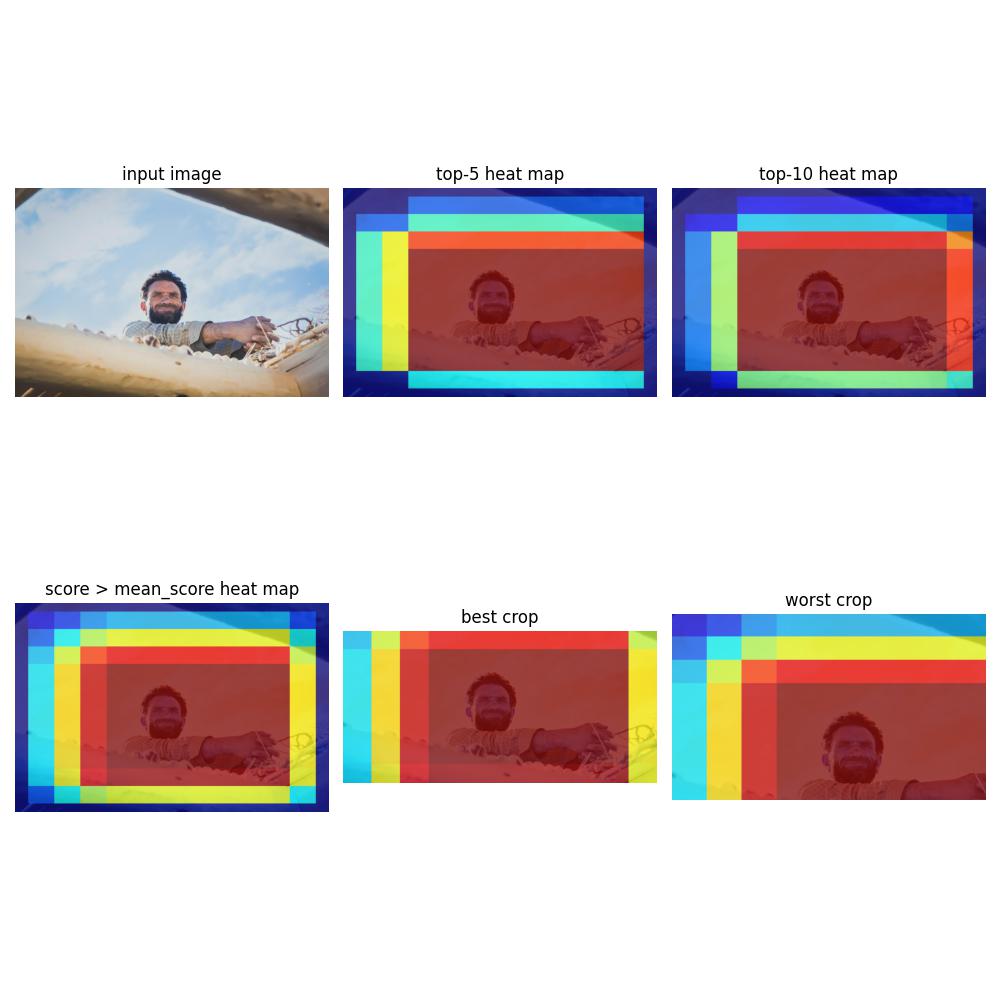 input image
top-5 heat map
top-10 heat map
score > mean_score heat map
best crop
worst crop